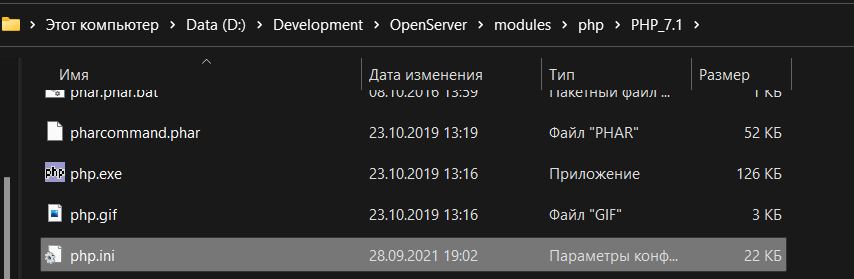 Этот компьютер > Data (D:) > Development > OpenServer > modules > php > PHP_7.1 >
Имя Дата изменения Тип Размер
phar.phar.bat 08.10.2016 13:59 Пакетный файл ... 1 КБ
pharcommand.phar 23.10.2019 13:19 Файл "PHAR" 52 КБ
php.exe 23.10.2019 13:16 Приложение 126 КБ
php php.gif 23.10.2019 13:16 Файл "GIF" 3 КБ
php.ini 28.09.2021 19:02 Параметры конф... 22 КБ